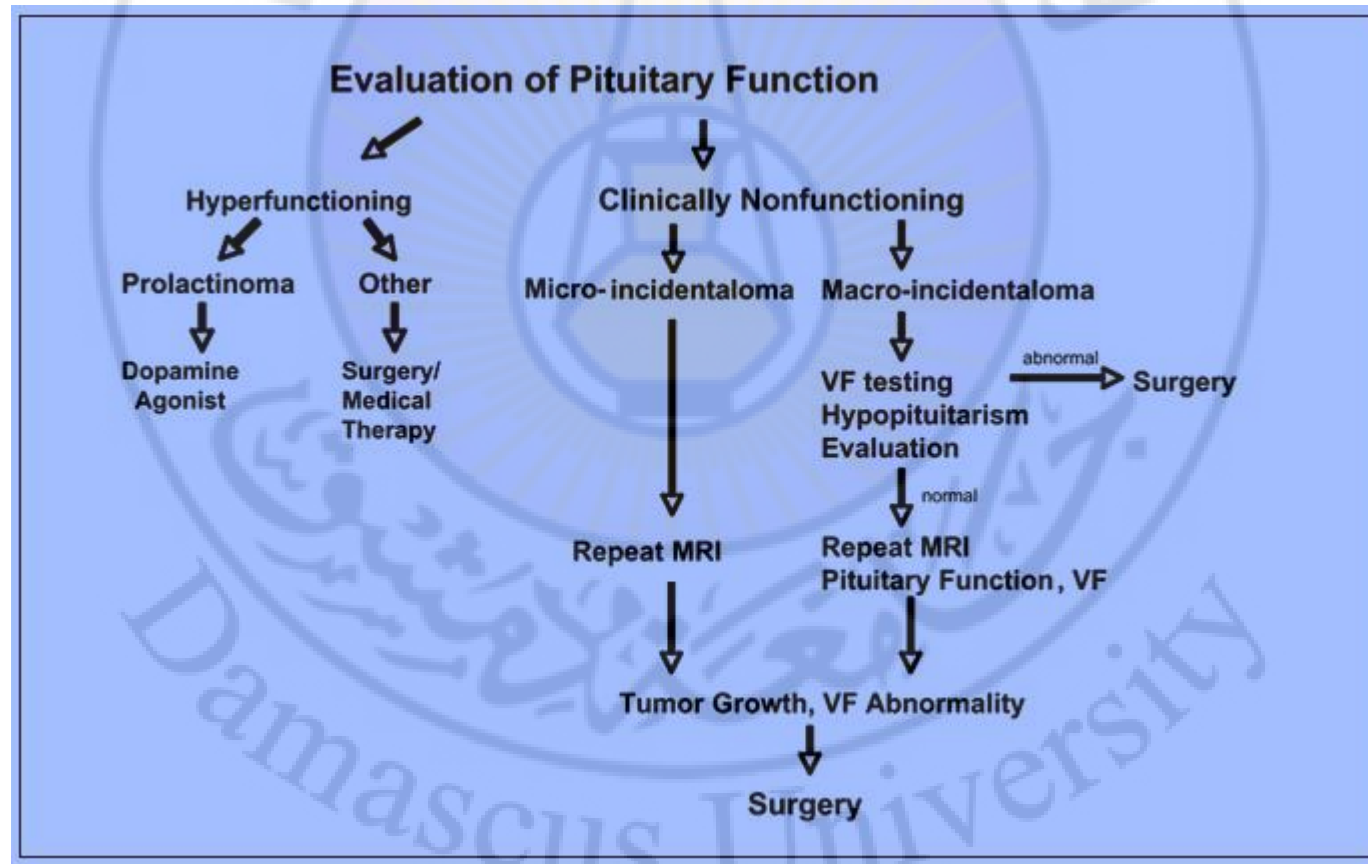 Evaluation of Pituitary Function
Hyperfunctioning
Clinically Nonfunctioning
Prolactinoma
Other
Micro-incidentaloma
Macro-incidentaloma
Dopamine
Agonist
Surgery/
Medical
Therapy
VF testing
Hypopituitarism
Evaluation
abnormal
Surgery
normal
Repeat MRI
Repeat MRI
Pituitary Function, VF
Tumor Growth, VF Abnormality
Surgery
جامعة دمشق
Damascus University